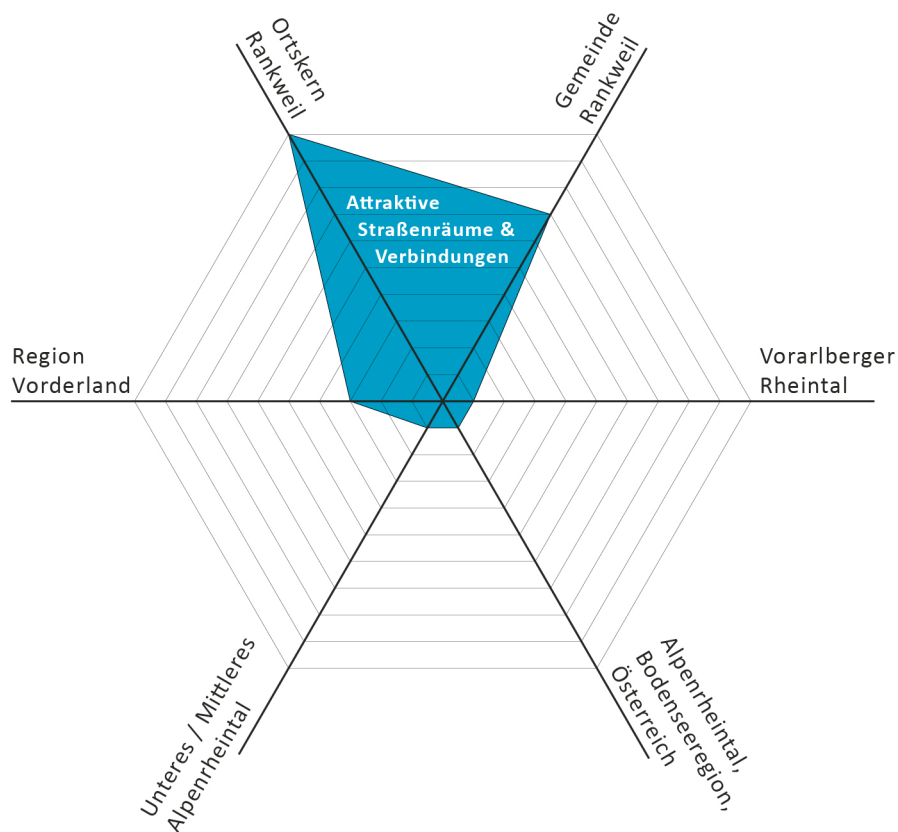 Ortskern
Rankweil
Gemeinde
Rankweil
Attraktive
Straßenräume &
Verbindungen
Region
Vorderland
Vorarlberger
Rheintal
Unteres / Mittleres
Alpenrheintal
Alpenrheintal,
Bodenseeregion,
Österreich